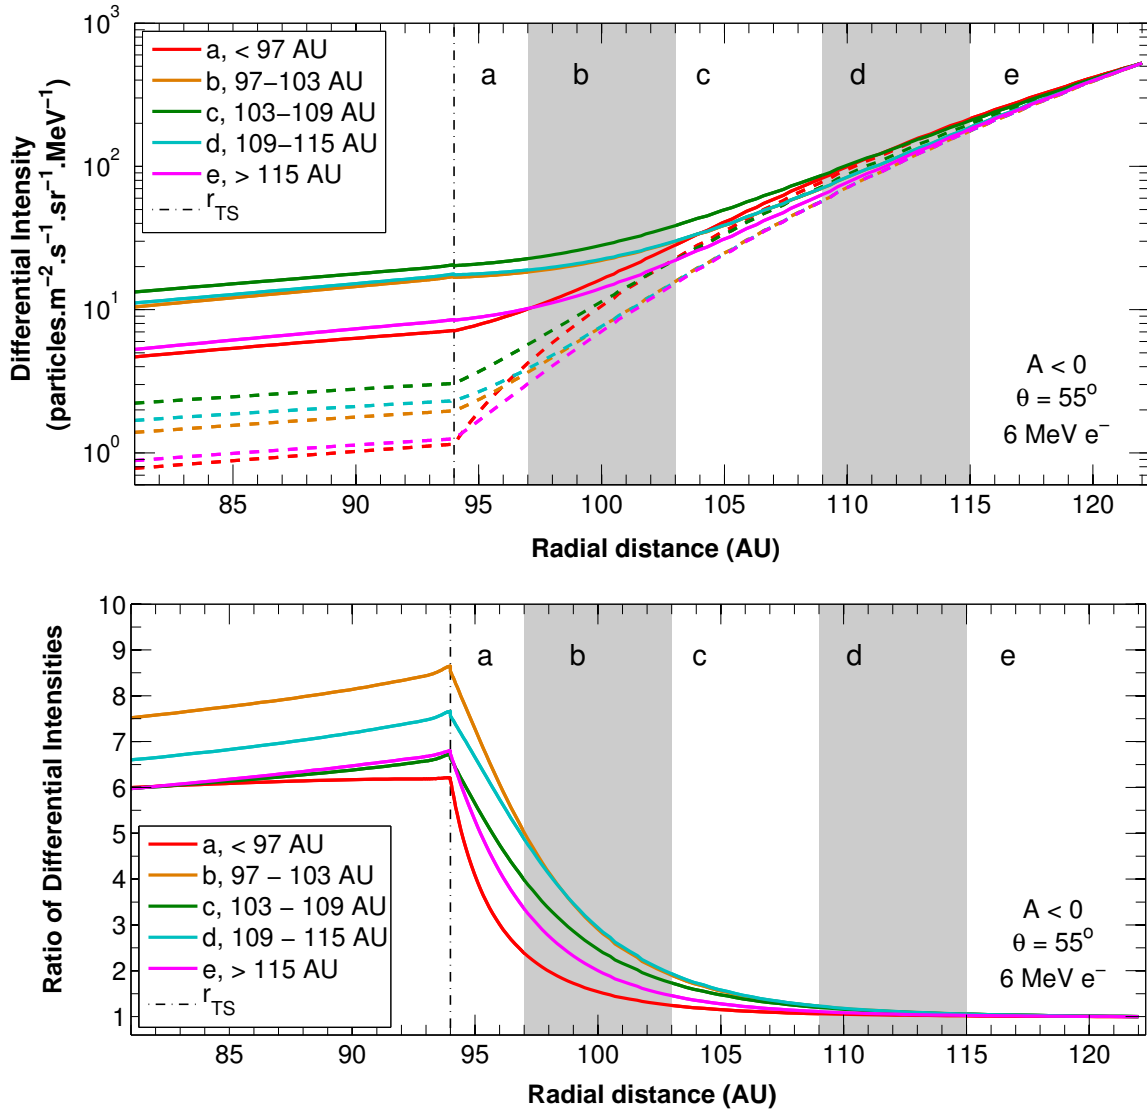 10³
10²
10¹
10⁰
Differential Intensity
(particles.m⁻².s⁻¹.sr⁻¹.MeV⁻¹)
a, < 97 AU
b, 97−103 AU
c, 103−109 AU
d, 109−115 AU
e, > 115 AU
r_TS
a b c d e
A < 0
θ = 55°
6 MeV e⁻
85 90 95 100 105 110 115 120
Radial distance (AU)
10
9
8
7
6
5
4
3
2
1
Ratio of Differential Intensities
a b c d e
a, < 97 AU
b, 97 − 103 AU
c, 103 − 109 AU
d, 109 − 115 AU
e, > 115 AU
r_TS
A < 0
θ = 55°
6 MeV e⁻
85 90 95 100 105 110 115 120
Radial distance (AU)